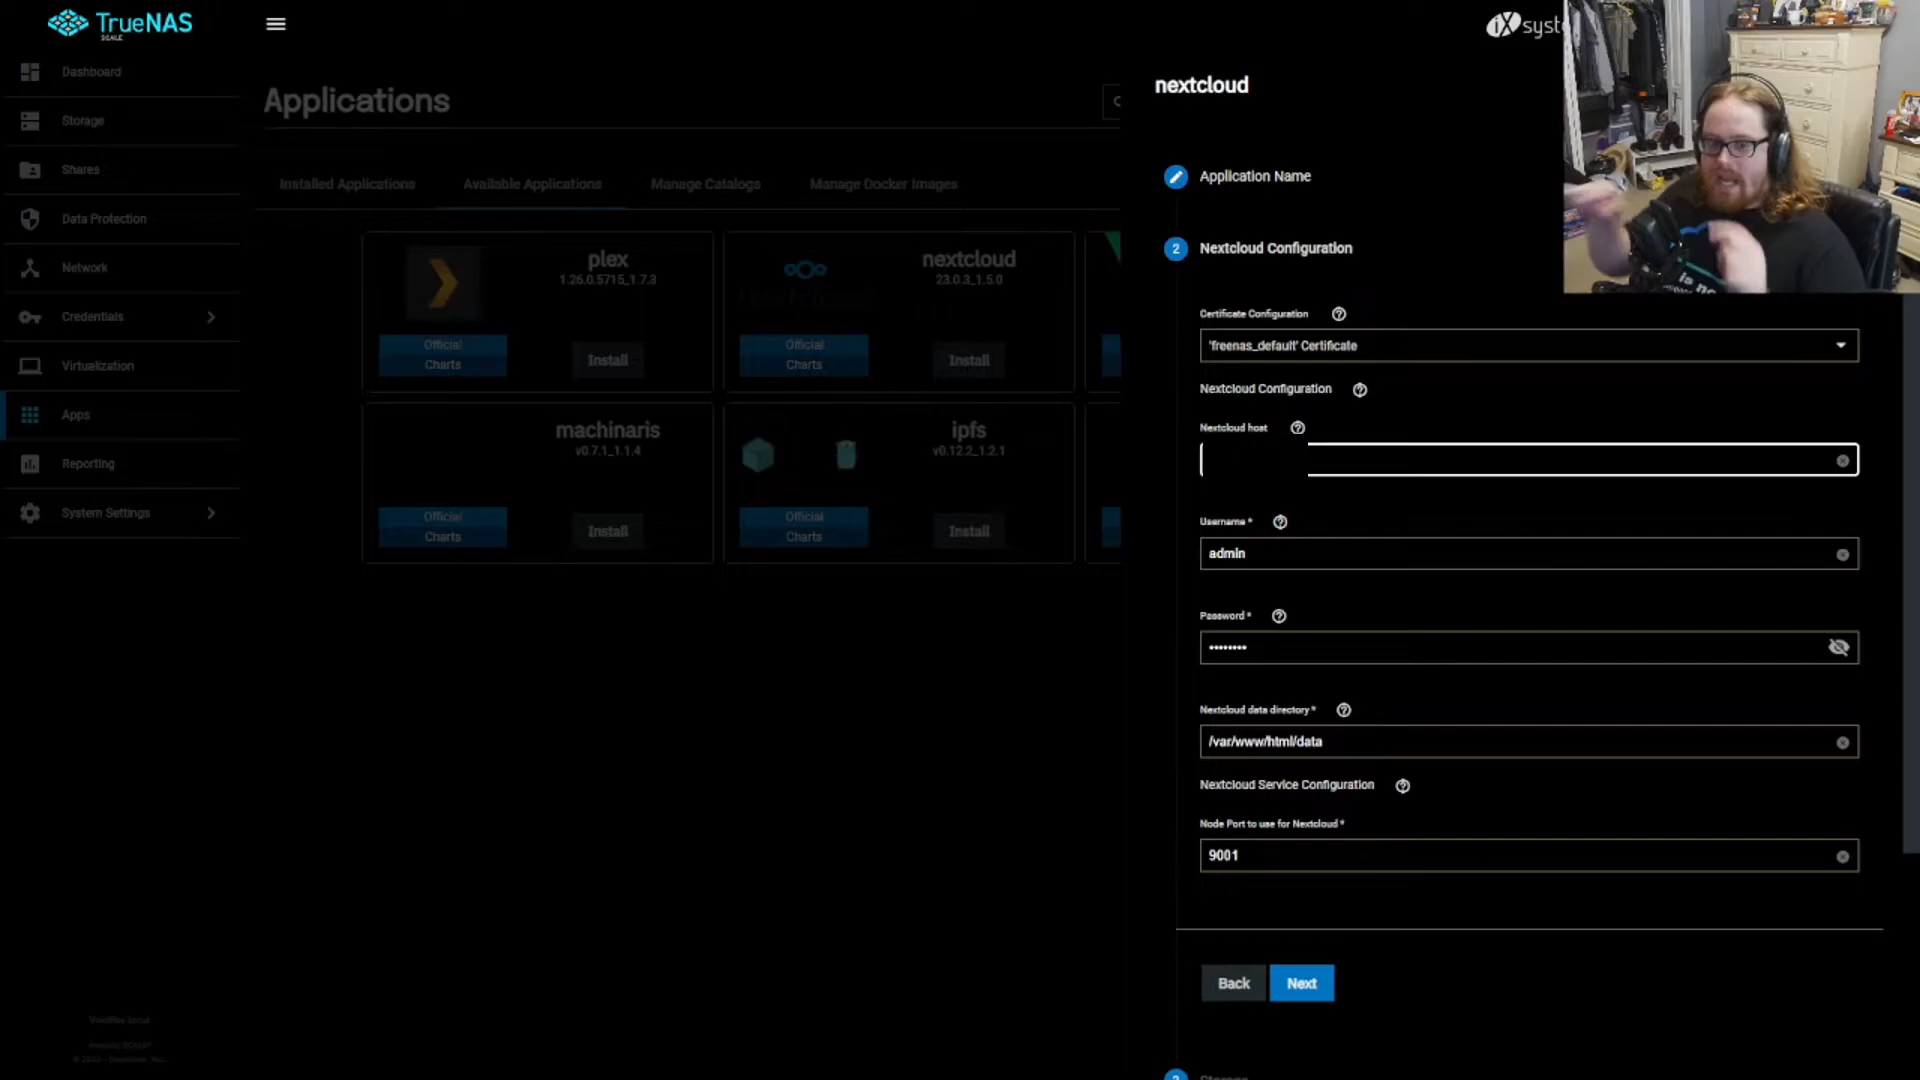 TrueNAS
SCALE
Dashboard
Storage
Shares
Data Protection
Network
Credentials
Virtualization
Apps
Reporting
System Settings
Applications
Installed Applications
Available Applications
Manage Catalogs
Manage Docker Images
plex
1.26.0.5715_1.7.3
Official
Charts
Install
nextcloud
23.0.3_1.5.0
Official
Charts
Install
machinaris
v0.7.1_1.1.4
Official
Charts
Install
ipfs
v0.12.2_1.2.1
Official
Charts
Install
iX syste
nextcloud
Application Name
2
Nextcloud Configuration
Certificate Configuration
'freenas_default' Certificate
Nextcloud Configuration
Nextcloud host
Username *
admin
Password *
••••••••
Nextcloud data directory *
/var/www/html/data
Nextcloud Service Configuration
Node Port to use for Nextcloud *
9001
Back
Next